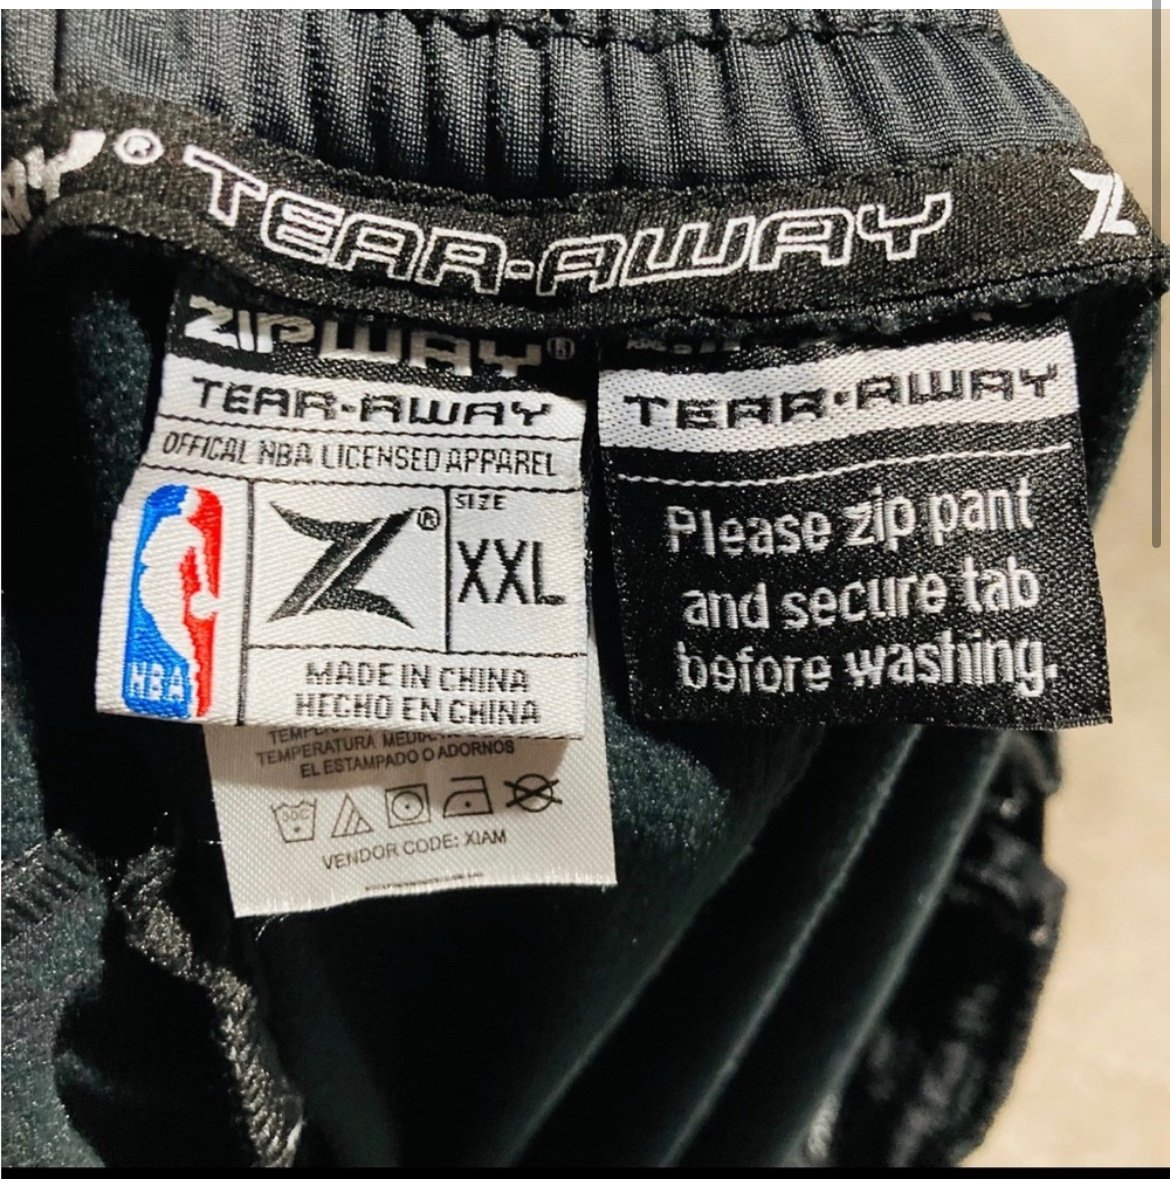 ® TEAR-AWAY
ZIPWAY®
TEAR-AWAY
OFFICAL NBA LICENSED APPAREL
NBA
®
SIZE
XXL
MADE IN CHINA
HECHO EN CHINA
TEMPERATURA MEDIA
EL ESTAMPADO O ADORNOS
30C
VENDOR CODE: XIAM
TEAR-AWAY
Please zip pant
and secure tab
before washing.